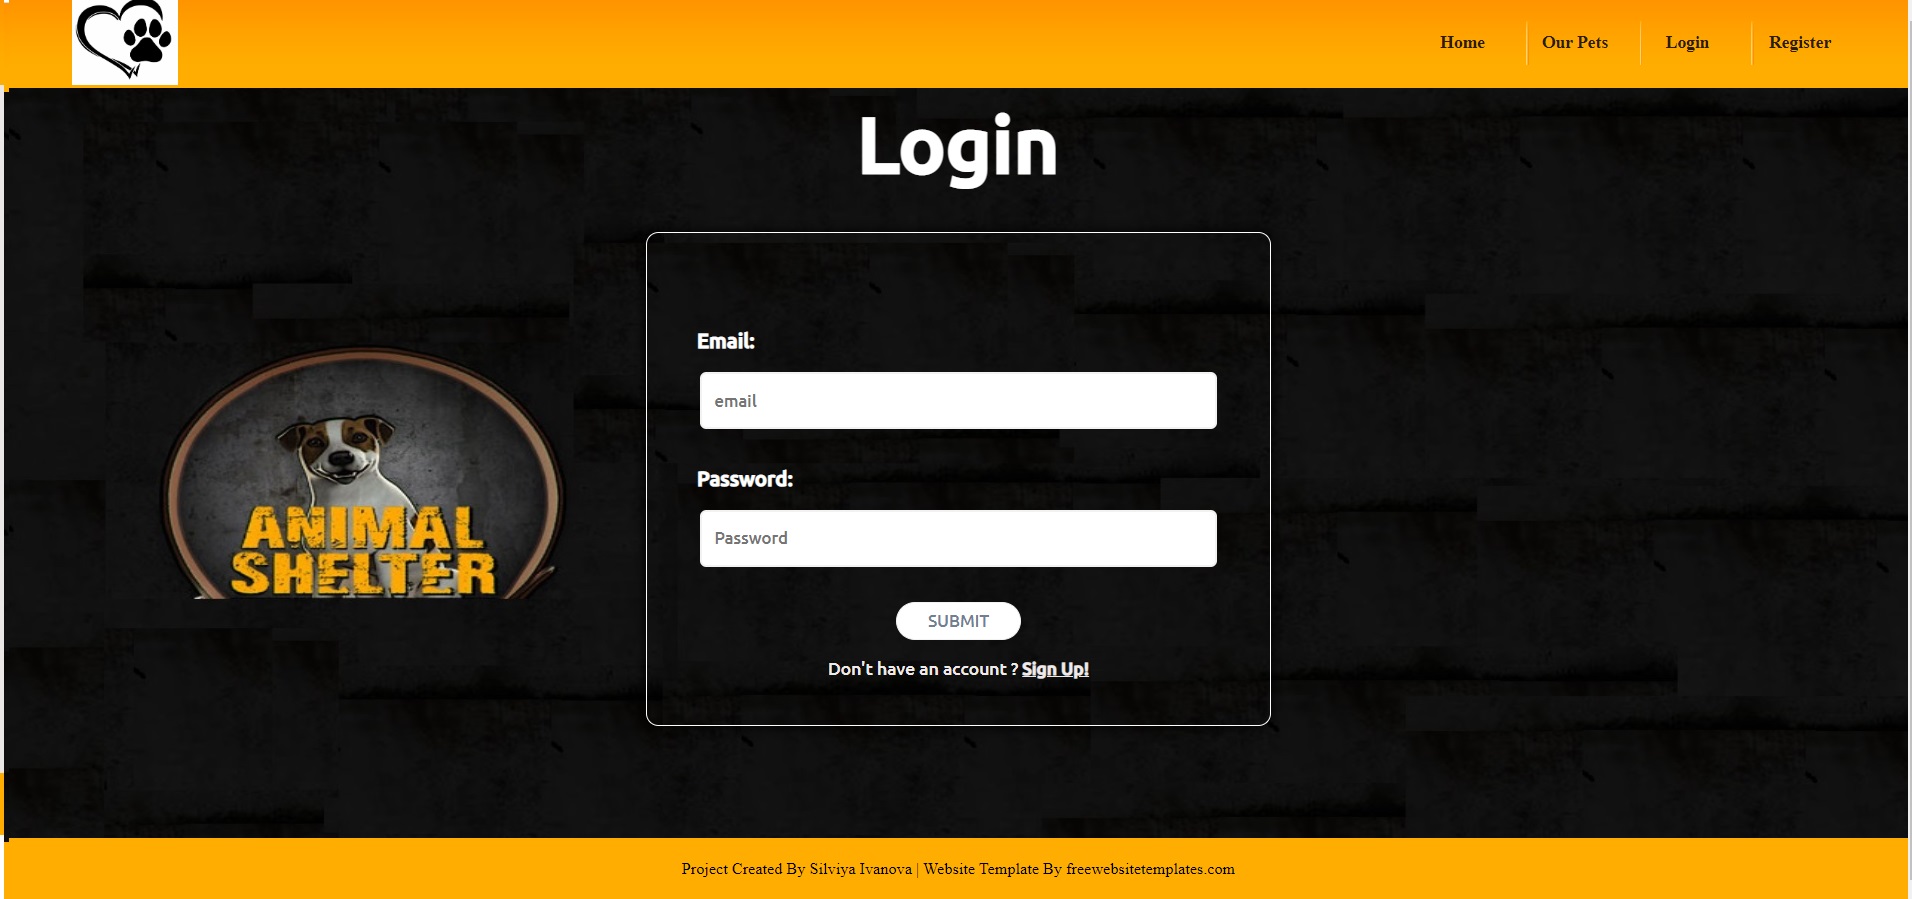 Home
Our Pets
Login
Register
Login
Email:
email
Password:
Password
SUBMIT
Don't have an account ? Sign Up!
ANIMAL
SHELTER
Project Created By Silviya Ivanova | Website Template By freewebsitetemplates.com